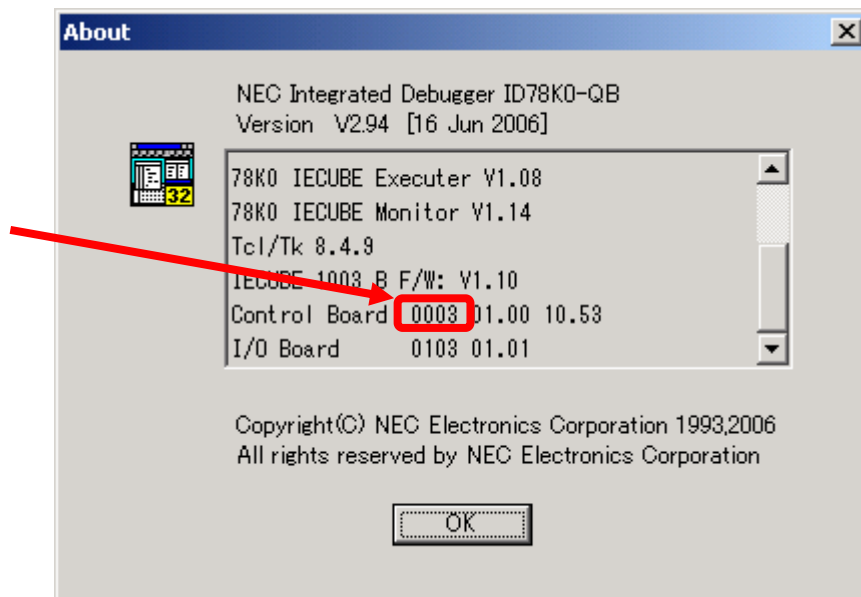 About
NEC Integrated Debugger ID78K0-QB
Version V2.94 [16 Jun 2006]
32
78K0 IECUBE Executer V1.08
78K0 IECUBE Monitor V1.14
Tcl/Tk 8.4.9
IECUBE 1003 B F/W: V1.10
Control Board 0003 01.00 10.53
I/O Board 0103 01.01
Copyright(C) NEC Electronics Corporation 1993,2006
All rights reserved by NEC Electronics Corporation
OK